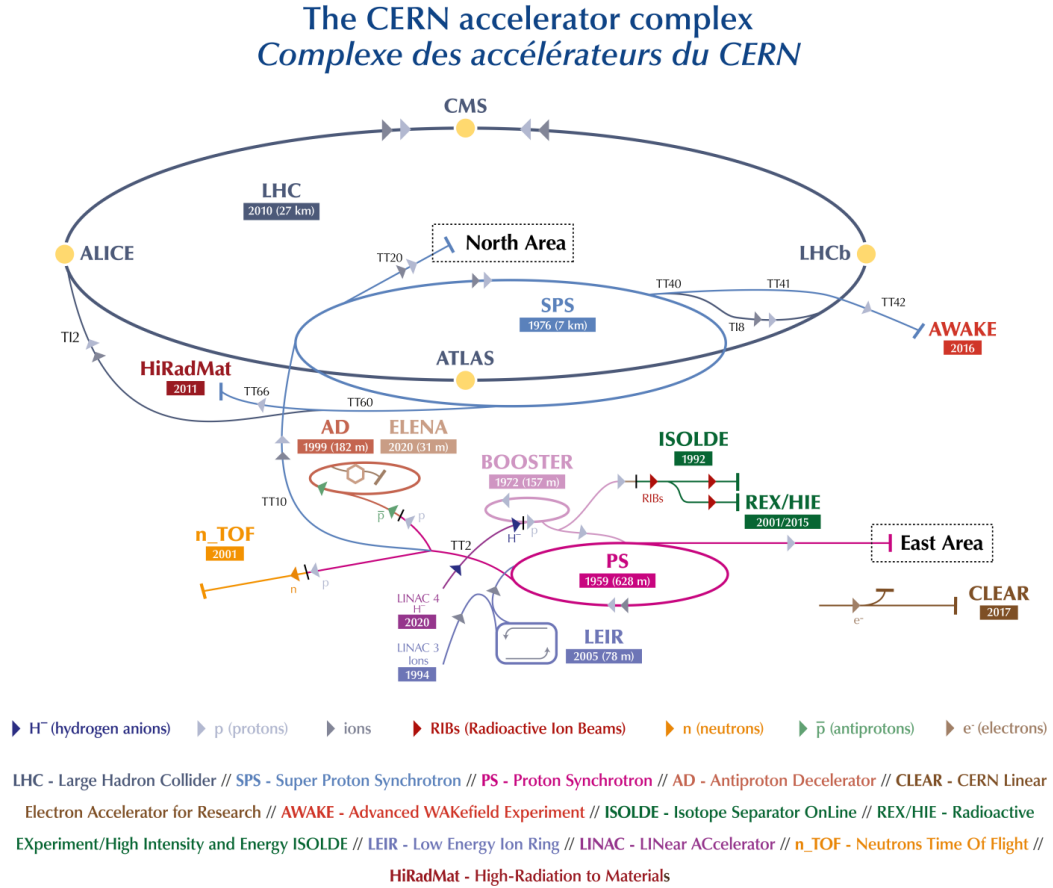 The CERN accelerator complex
Complexe des accélérateurs du CERN
CMS
LHC
2010 (27 km)
ALICE
TT20
North Area
LHCb
SPS
1976 (7 km)
TT40
TT41
TT42
TI8
AWAKE
2016
TI2
HiRadMat
2011
ATLAS
TT66
TT60
AD
1999 (182 m)
ELENA
2020 (31 m)
ISOLDE
1992
BOOSTER
1972 (157 m)
RIBs
REX/HIE
2001/2015
TT10
p̅
p
H⁻
p
n_TOF
2001
TT2
East Area
PS
1959 (628 m)
n
p
LINAC 4
H⁻
2020
CLEAR
2017
e⁻
LINAC 3
Ions
1994
LEIR
2005 (78 m)
H⁻ (hydrogen anions)
p (protons)
ions
RIBs (Radioactive Ion Beams)
n (neutrons)
p̅ (antiprotons)
e⁻ (electrons)
LHC - Large Hadron Collider // SPS - Super Proton Synchrotron // PS - Proton Synchrotron // AD - Antiproton Decelerator // CLEAR - CERN Linear
Electron Accelerator for Research // AWAKE - Advanced WAKefield Experiment // ISOLDE - Isotope Separator OnLine // REX/HIE - Radioactive
EXperiment/High Intensity and Energy ISOLDE // LEIR - Low Energy Ion Ring // LINAC - LINear ACcelerator // n_TOF - Neutrons Time Of Flight //
HiRadMat - High-Radiation to Materials